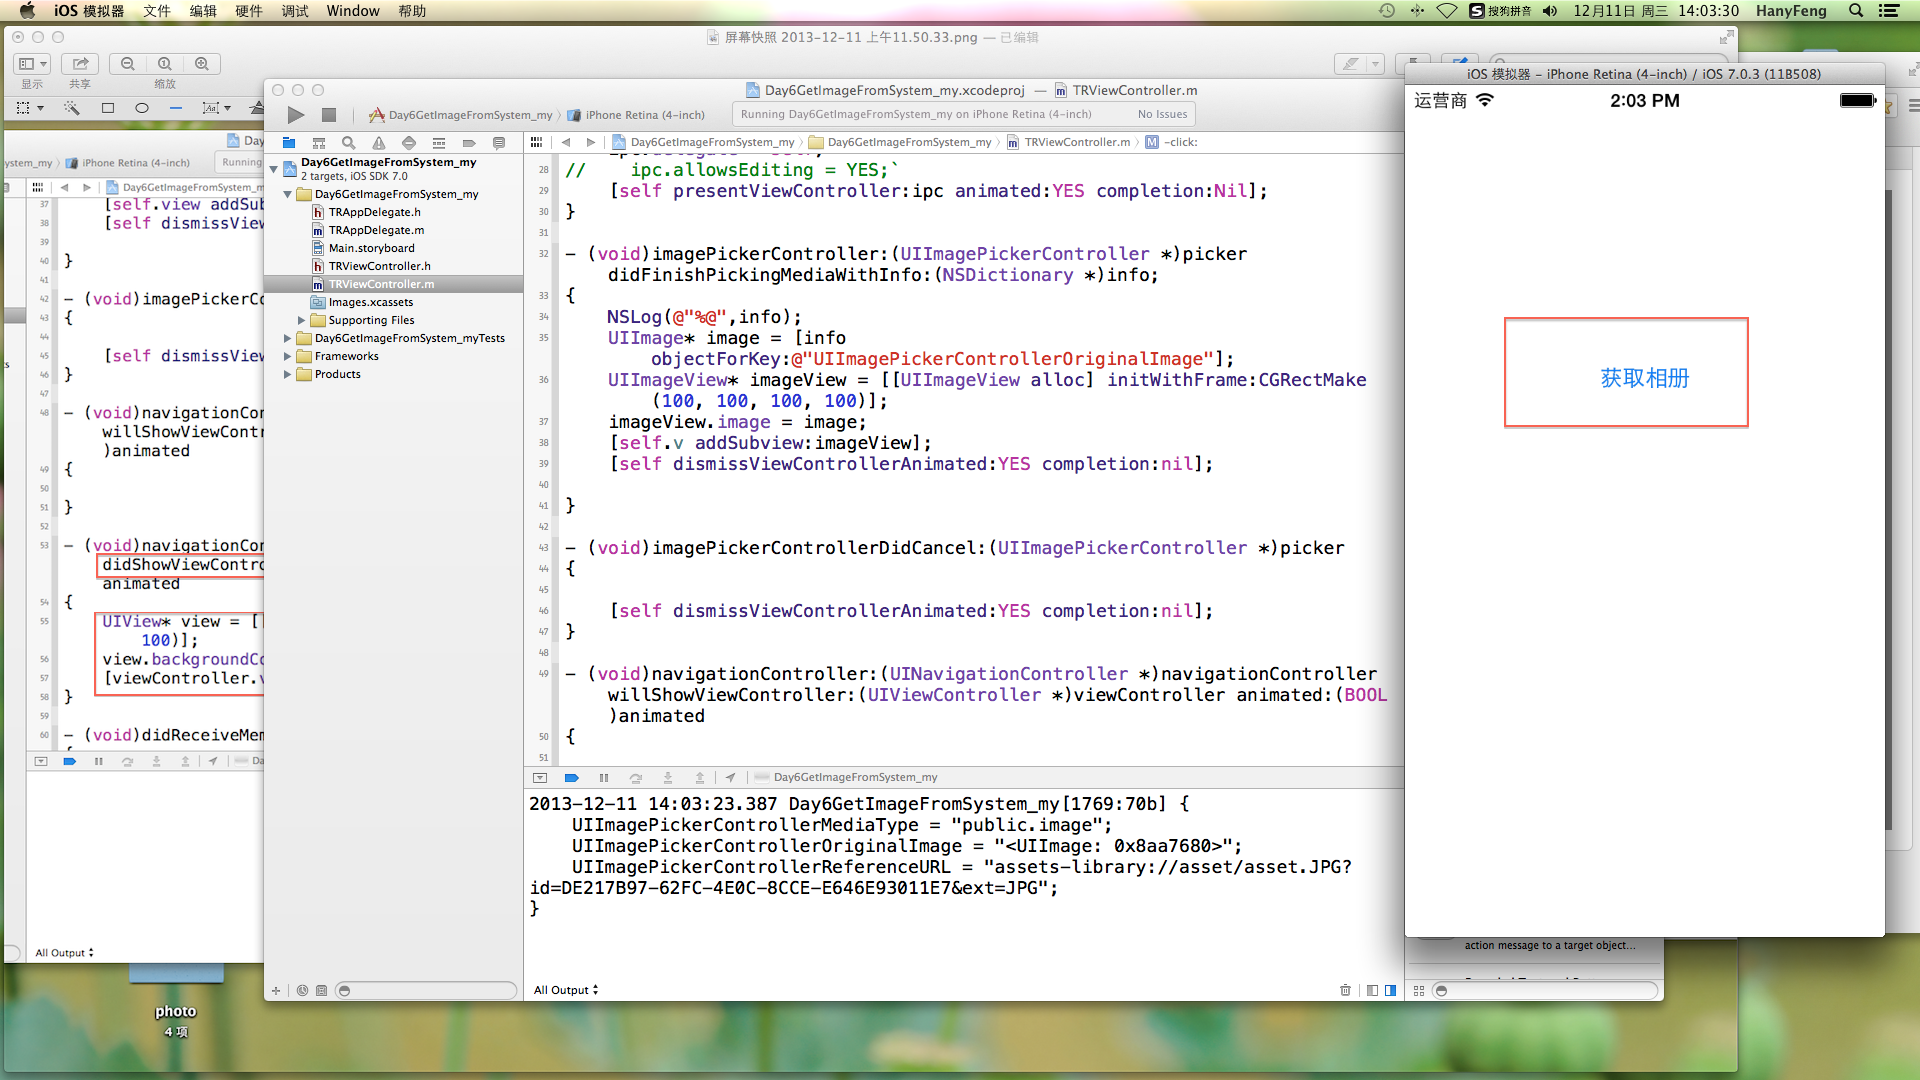 iOS 模拟器 文件 编辑 硬件 调试 Window 帮助
搜狗拼音 12月11日 周三 14:03:30 HanyFeng
屏幕快照 2013-12-11 上午11.50.33.png — 已编辑
显示 共享 缩放
ystem_my 〉 iPhone Retina (4-inch) Running
Day6GetImageFromSystem_m
37 [self.view addSub
38 [self dismissView
39
40 }
41
42 - (void)imagePickerCo
43 {
44
45 [self dismissView
46 }
47
48 - (void)navigationCon
willShowViewContr
)animated
49 {
50
51 }
52
53 - (void)navigationCon
didShowViewContro
animated
54 {
55 UIView* view = [[
100)];
56 view.backgroundCo
57 [viewController.v
58 }
59
60 - (void)didReceiveMem
All Output
photo
4 项
Day6GetImageFromSystem_my.xcodeproj — TRViewController.m
Day6GetImageFromSystem_my 〉 iPhone Retina (4-inch)
Running Day6GetImageFromSystem_my on iPhone Retina (4-inch) No Issues
Day6GetImageFromSystem_my 〉 Day6GetImageFromSystem_my 〉 TRViewController.m 〉 M -click:
Day6GetImageFromSystem_my
2 targets, iOS SDK 7.0
Day6GetImageFromSystem_my
TRAppDelegate.h
TRAppDelegate.m
Main.storyboard
TRViewController.h
TRViewController.m
Images.xcassets
Supporting Files
Day6GetImageFromSystem_myTests
Frameworks
Products
28 // ipc.allowsEditing = YES;`
29 [self presentViewController:ipc animated:YES completion:Nil];
30 }
31
32 - (void)imagePickerController:(UIImagePickerController *)picker
didFinishPickingMediaWithInfo:(NSDictionary *)info;
33 {
34 NSLog(@"%@",info);
35 UIImage* image = [info
objectForKey:@"UIImagePickerControllerOriginalImage"];
36 UIImageView* imageView = [[UIImageView alloc] initWithFrame:CGRectMake
(100, 100, 100, 100)];
37 imageView.image = image;
38 [self.v addSubview:imageView];
39 [self dismissViewControllerAnimated:YES completion:nil];
40
41 }
42
43 - (void)imagePickerControllerDidCancel:(UIImagePickerController *)picker
44 {
45
46 [self dismissViewControllerAnimated:YES completion:nil];
47 }
48
49 - (void)navigationController:(UINavigationController *)navigationController
willShowViewController:(UIViewController *)viewController animated:(BOOL
)animated
50 {
51
Day6GetImageFromSystem_my
2013-12-11 14:03:23.387 Day6GetImageFromSystem_my[1769:70b] {
UIImagePickerControllerMediaType = "public.image";
UIImagePickerControllerOriginalImage = "<UIImage: 0x8aa7680>";
UIImagePickerControllerReferenceURL = "assets-library://asset/asset.JPG?
id=DE217B97-62FC-4E0C-8CCE-E646E93011E7&ext=JPG";
}
All Output
iOS 模拟器 – iPhone Retina (4-inch) / iOS 7.0.3 (11B508)
运营商 2:03 PM
获取相册
action message to a target object...